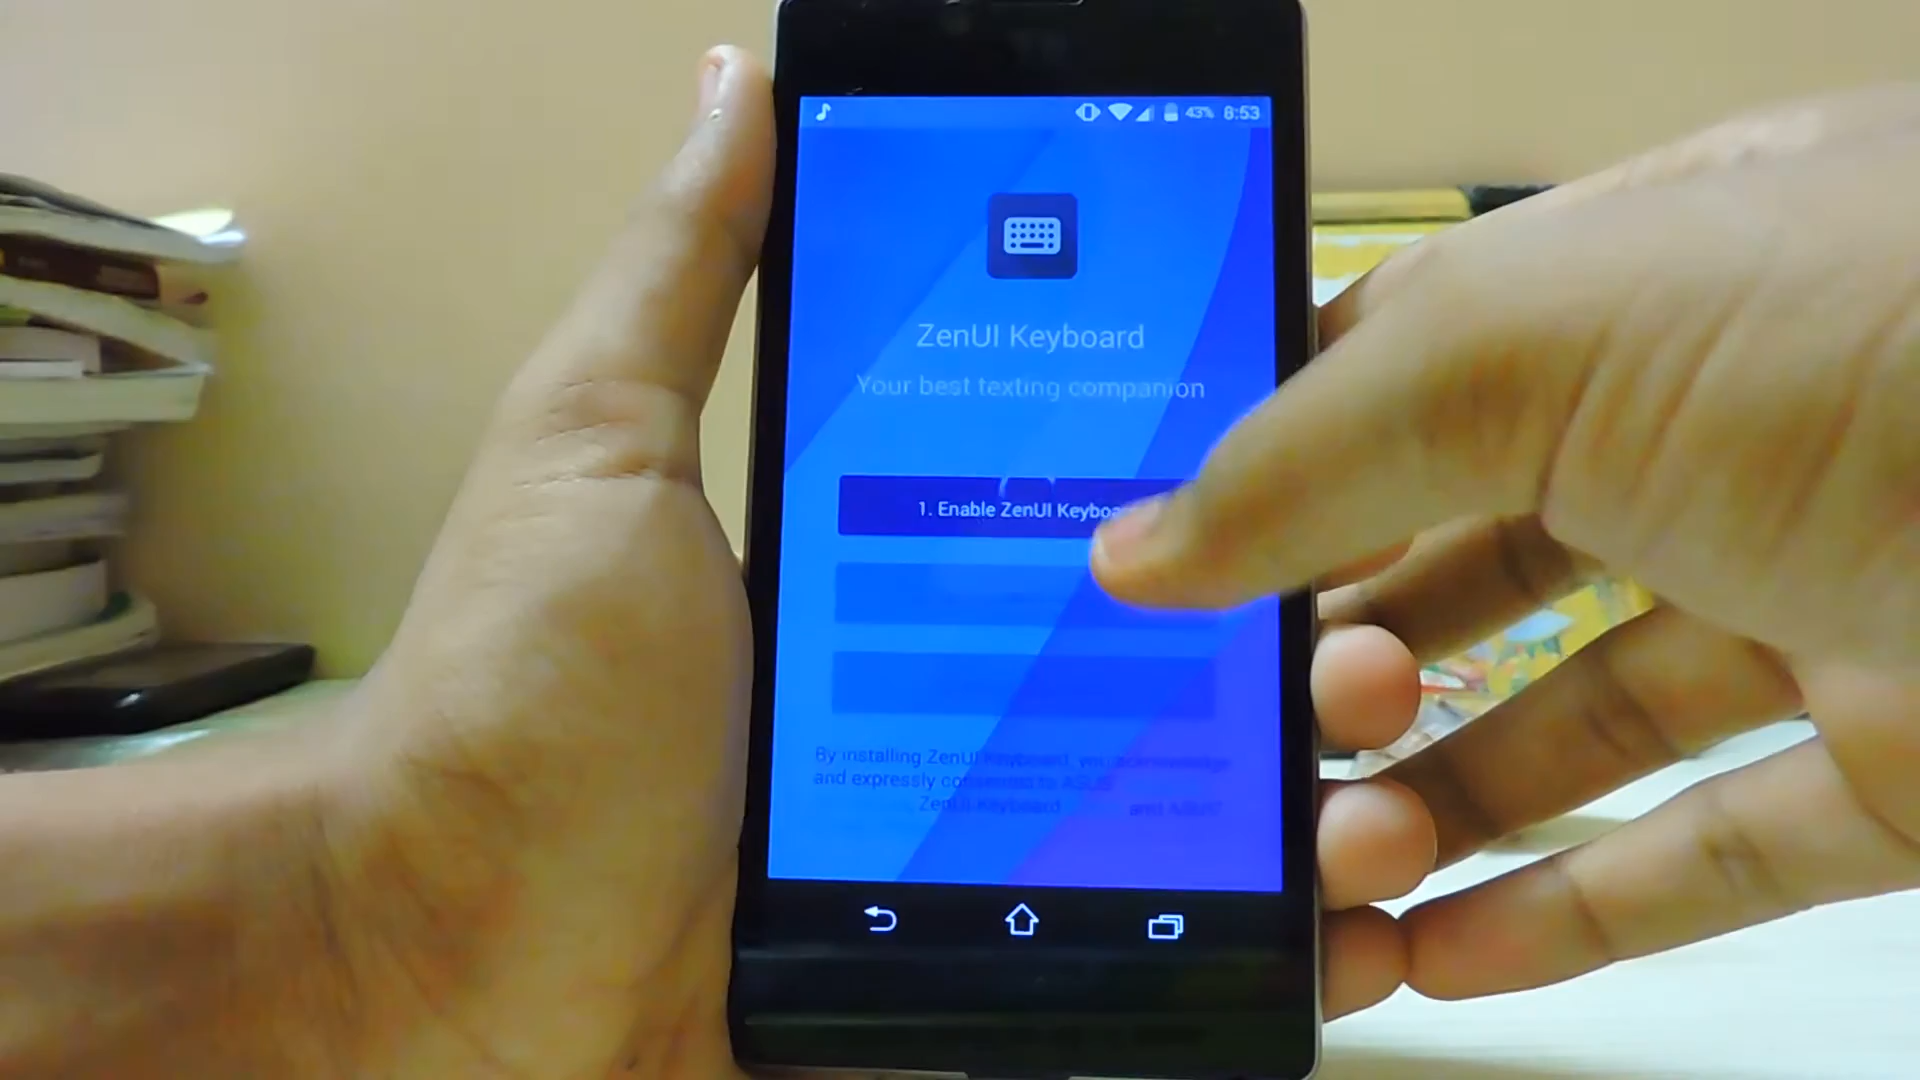 43% 8:53
ZenUI Keyboard
Your best texting companion
1. Enable ZenUI Keyboa
By installing ZenUI Keyboard, you acknowledge
and expressly consented to ASUS
ZenUI Keyboard and ASUS'